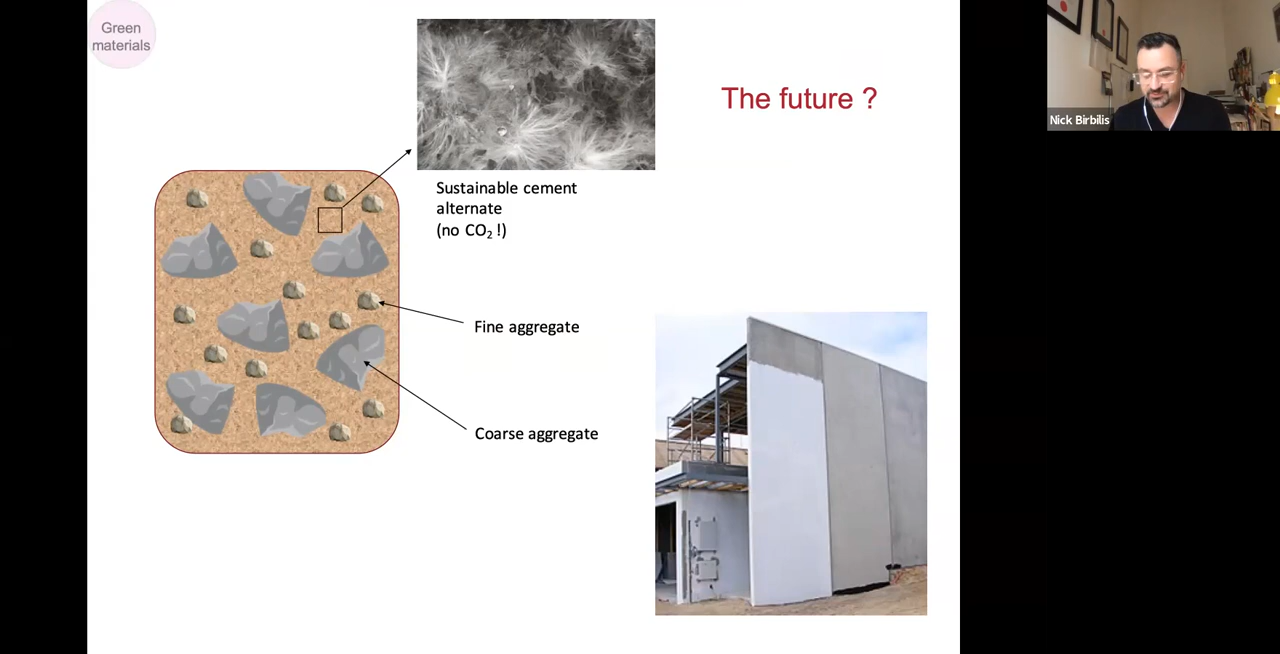 Green
materials
The future ?
Nick Birbilis
Sustainable cement
alternate
(no CO₂ !)
Fine aggregate
Coarse aggregate